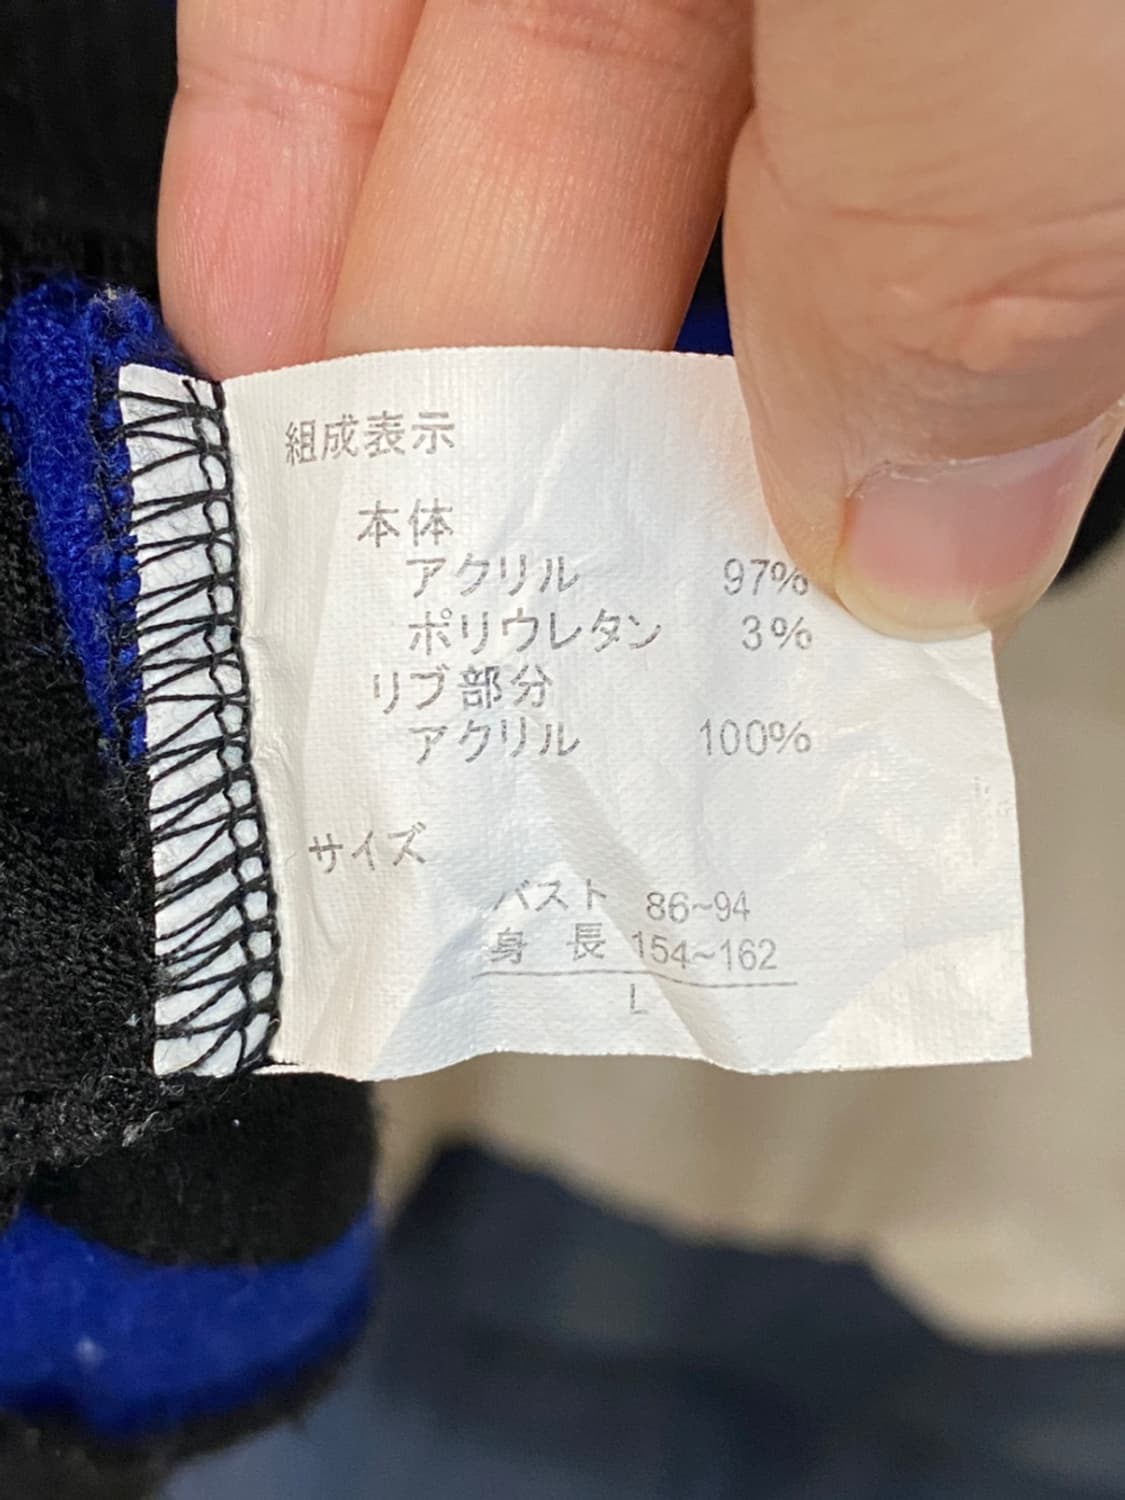 組成表示
本体
アクリル 97%
ポリウレタン 3%
リブ部分
アクリル 100%
サイズ
バスト 86~94
身 長 154~162
L